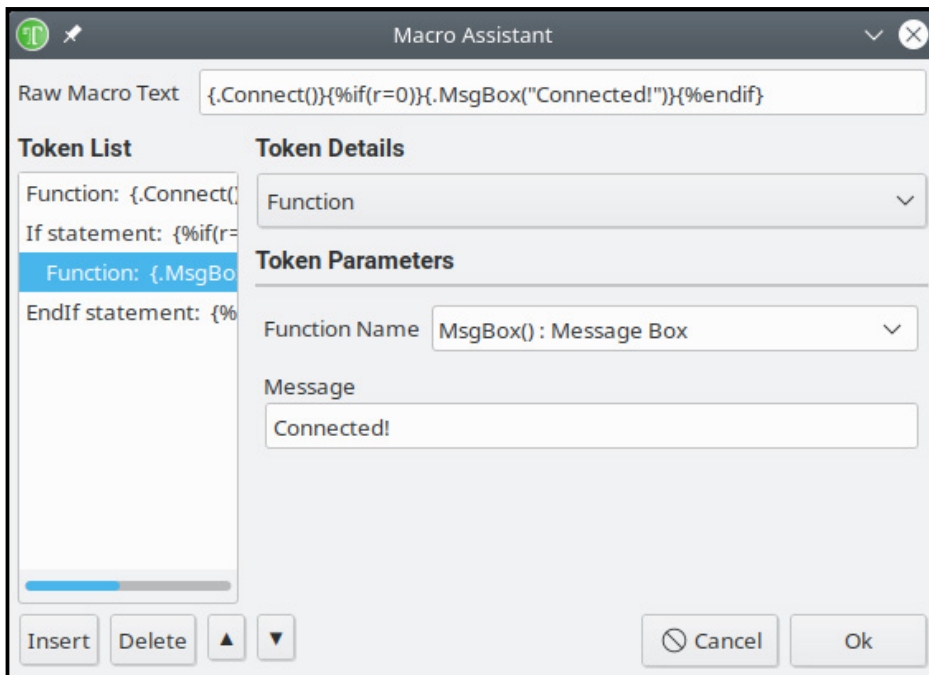 Macro Assistant
Raw Macro Text
{.Connect()}{%if(r=0)}{.MsgBox("Connected!")}{%endif}
Token List
Function: {.Connect()
If statement: {%if(r=
Function: {.MsgBo
EndIf statement: {%
Token Details
Function
Token Parameters
Function Name
MsgBox() : Message Box
Message
Connected!
Insert
Delete
Cancel
Ok